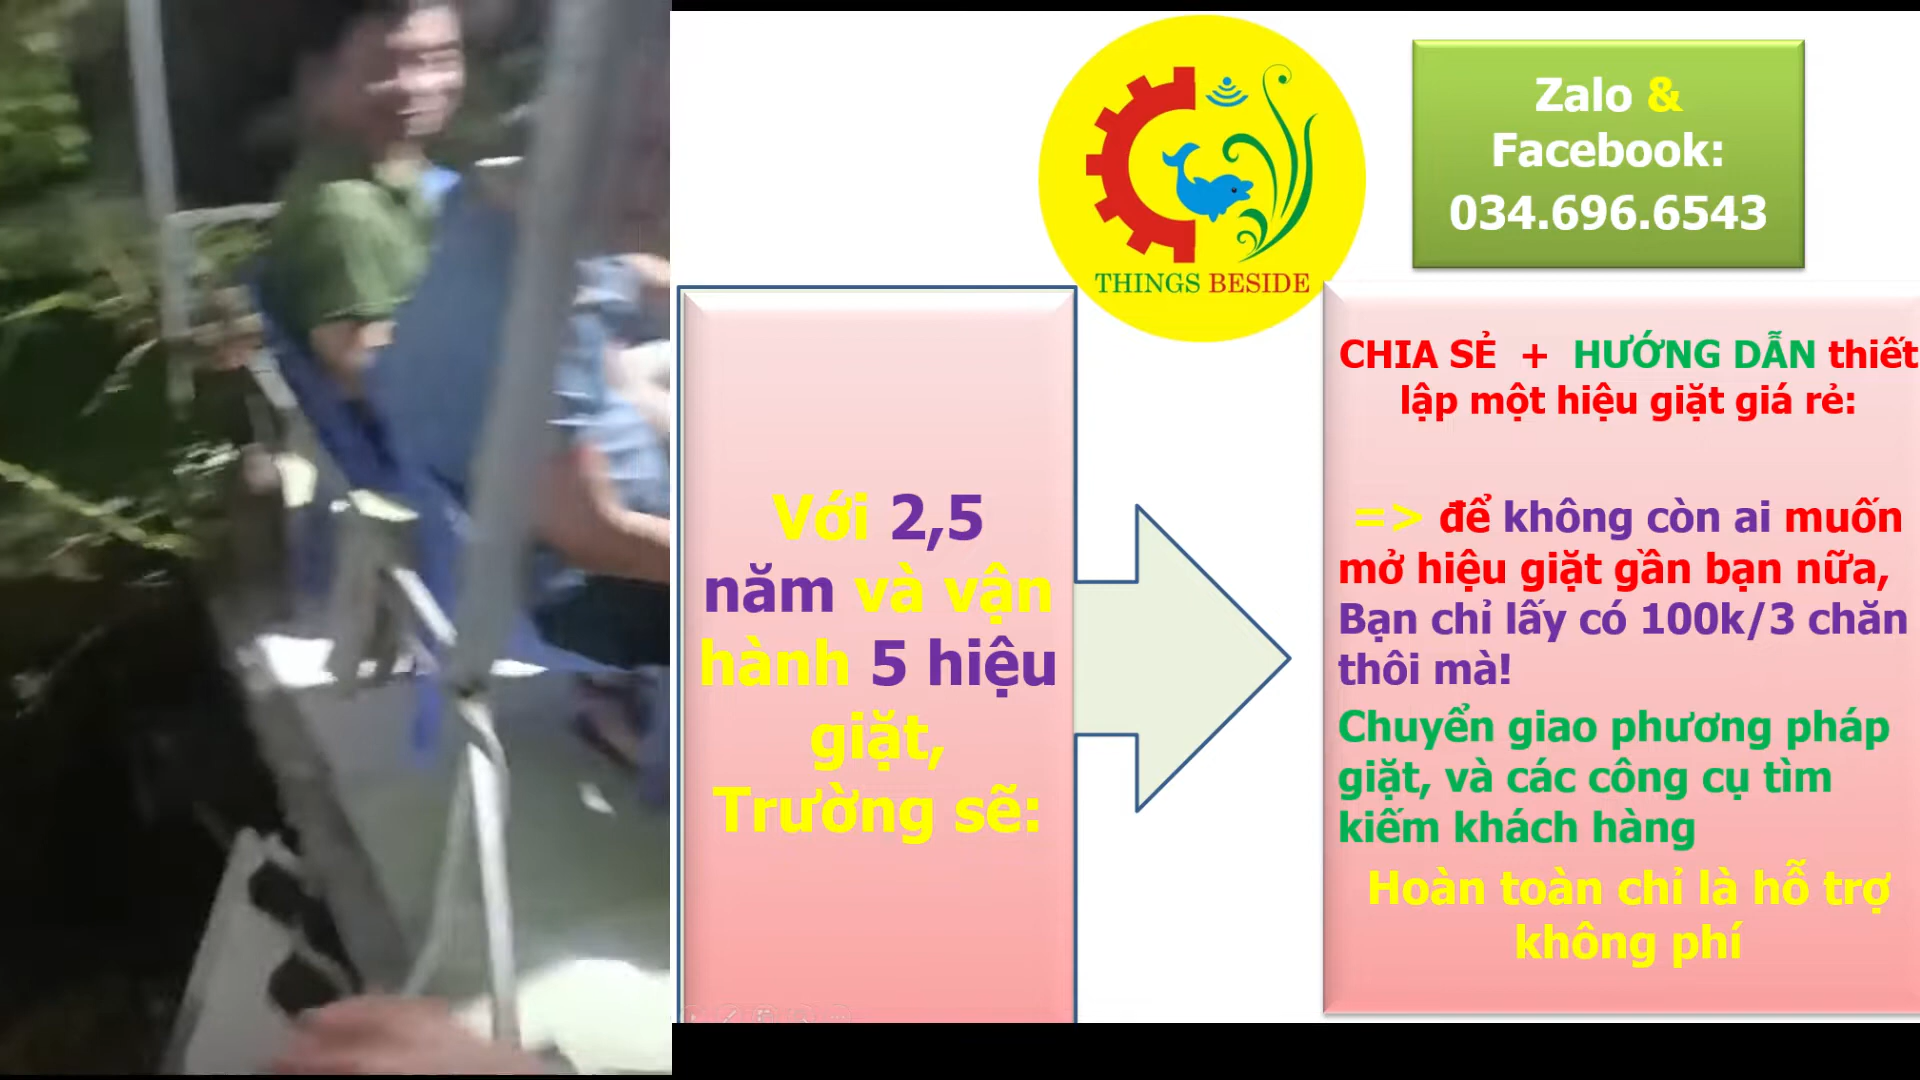 THINGS BESIDE
Zalo &
Facebook:
034.696.6543
Với 2,5
năm và vận
hành 5 hiệu
giặt,
Trường sẽ:
CHIA SẺ + HƯỚNG DẪN thiết
lập một hiệu giặt giá rẻ:
=> để không còn ai muốn
mở hiệu giặt gần bạn nữa,
Bạn chỉ lấy có 100k/3 chăn
thôi mà!
Chuyển giao phương pháp
giặt, và các công cụ tìm
kiếm khách hàng
Hoàn toàn chỉ là hỗ trợ
không phí